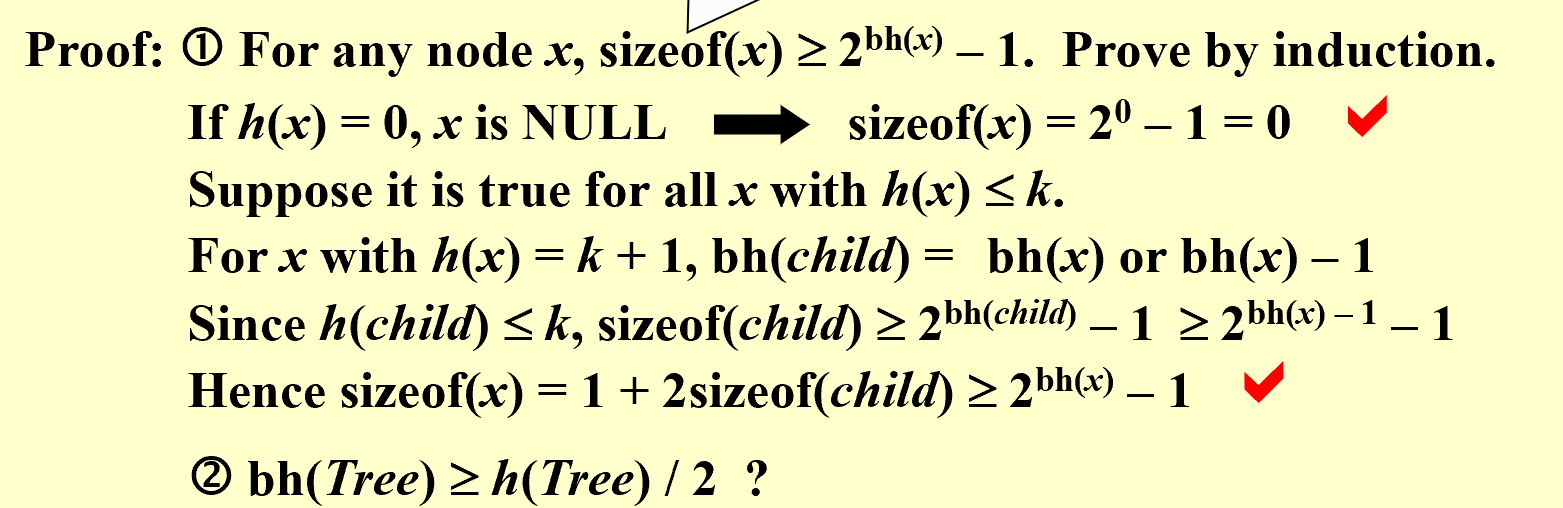 Proof: ① For any node x, sizeof(x) ≥ 2^bh(x) – 1. Prove by induction.
If h(x) = 0, x is NULL ➡ sizeof(x) = 2^0 – 1 = 0 ✔
Suppose it is true for all x with h(x) ≤ k.
For x with h(x) = k + 1, bh(child) = bh(x) or bh(x) – 1
Since h(child) ≤ k, sizeof(child) ≥ 2^bh(child) – 1 ≥ 2^bh(x) – 1 – 1
Hence sizeof(x) = 1 + 2sizeof(child) ≥ 2^bh(x) – 1 ✔
② bh(Tree) ≥ h(Tree) / 2 ?